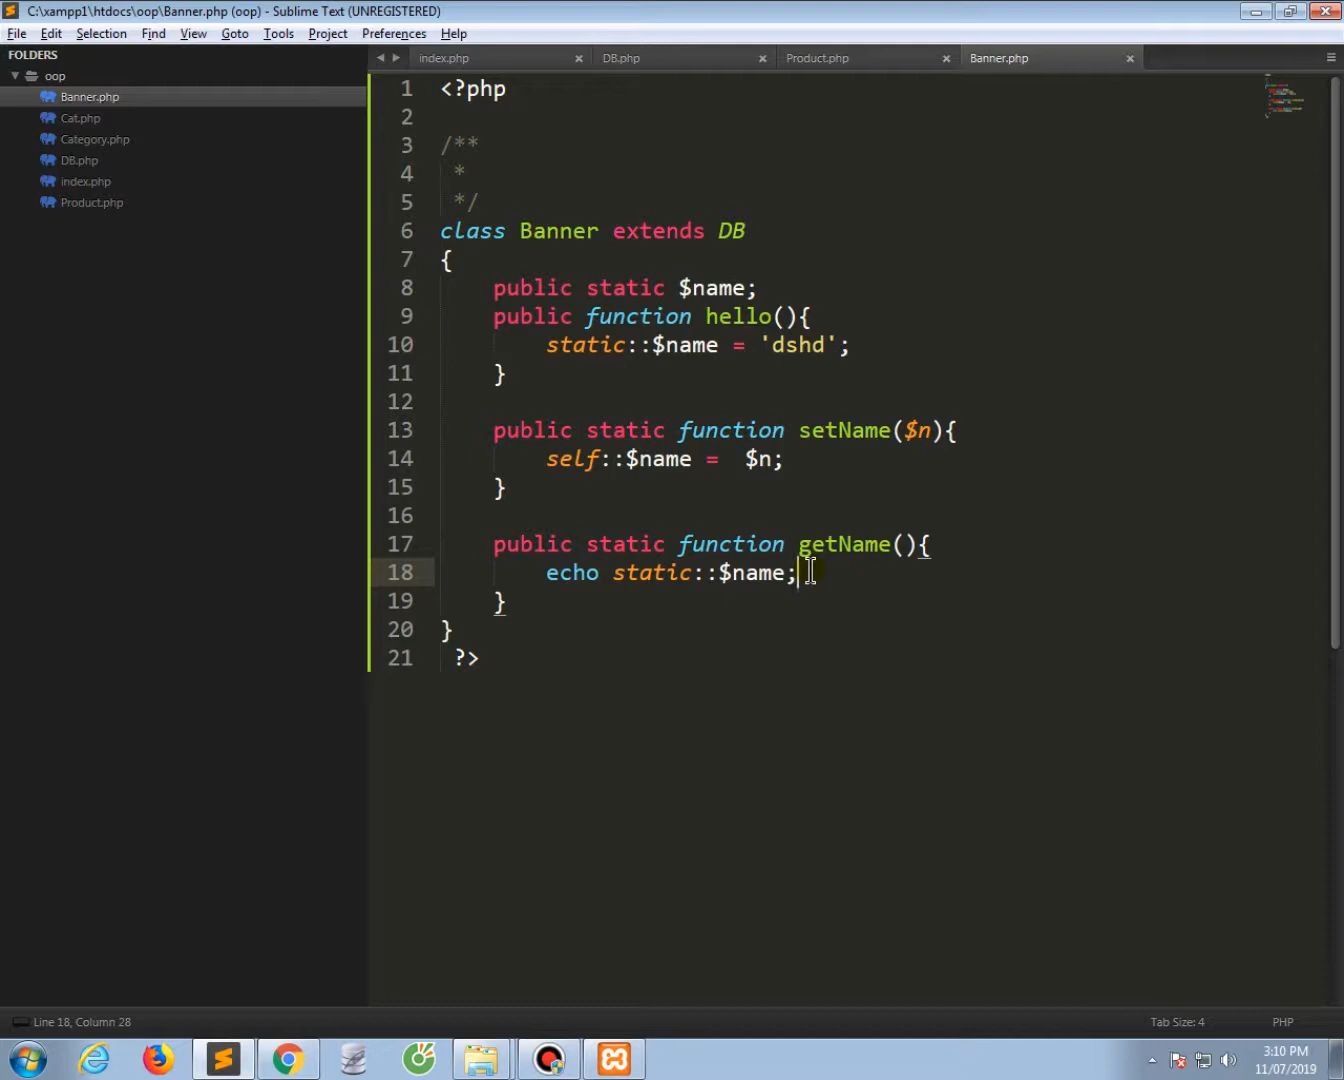 C:\xampp1\htdocs\oop\Banner.php (oop) - Sublime Text (UNREGISTERED)
File Edit Selection Find View Goto Tools Project Preferences Help
FOLDERS
oop
Banner.php
Cat.php
Category.php
DB.php
index.php
Product.php
index.php DB.php Product.php Banner.php
1 <?php
2
3 /**
4 *
5 */
6 class Banner extends DB
7 {
8 public static $name;
9 public function hello(){
10 static::$name = 'dshd';
11 }
12
13 public static function setName($n){
14 self::$name =  $n;
15 }
16
17 public static function getName(){
18 echo static::$name;
19 }
20 }
21 ?>
Line 18, Column 28
Tab Size: 4 PHP
3:10 PM
11/07/2019